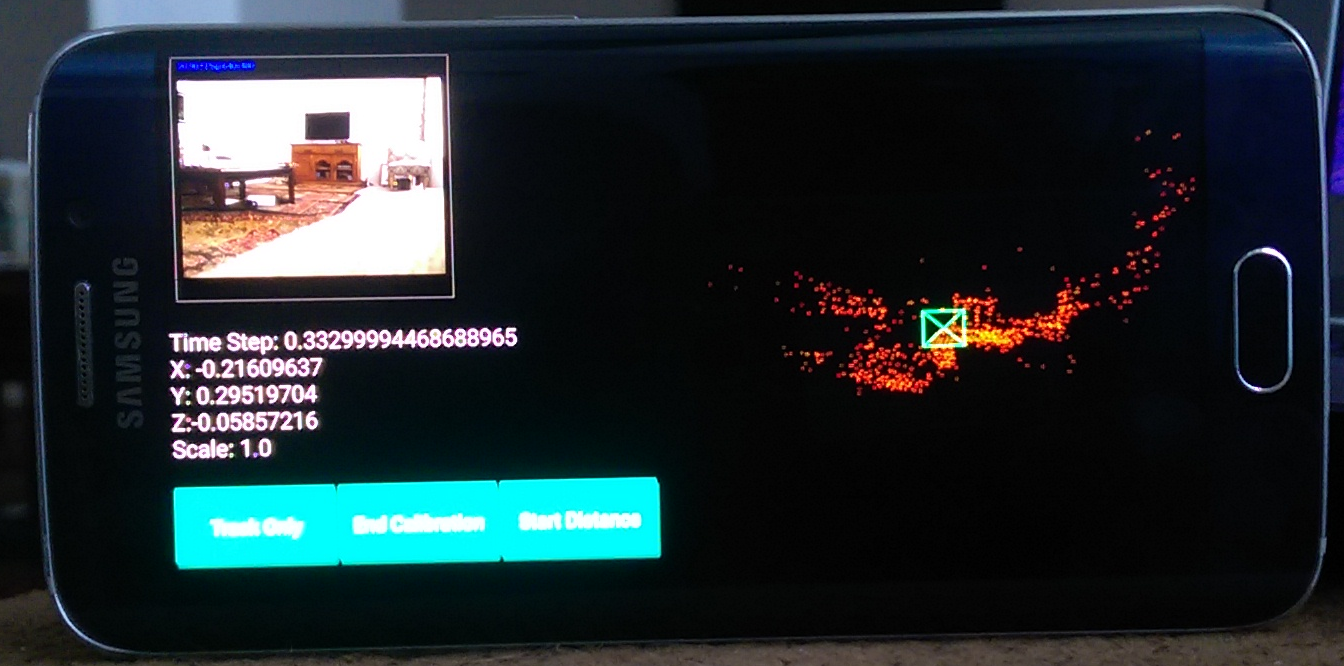 SAMSUNG
Time Step: 0.33299994468688965
X: -0.21609637
Y: 0.29519704
Z:-0.05857216
Scale: 1.0
Track Only
End Calibration
Start Distance